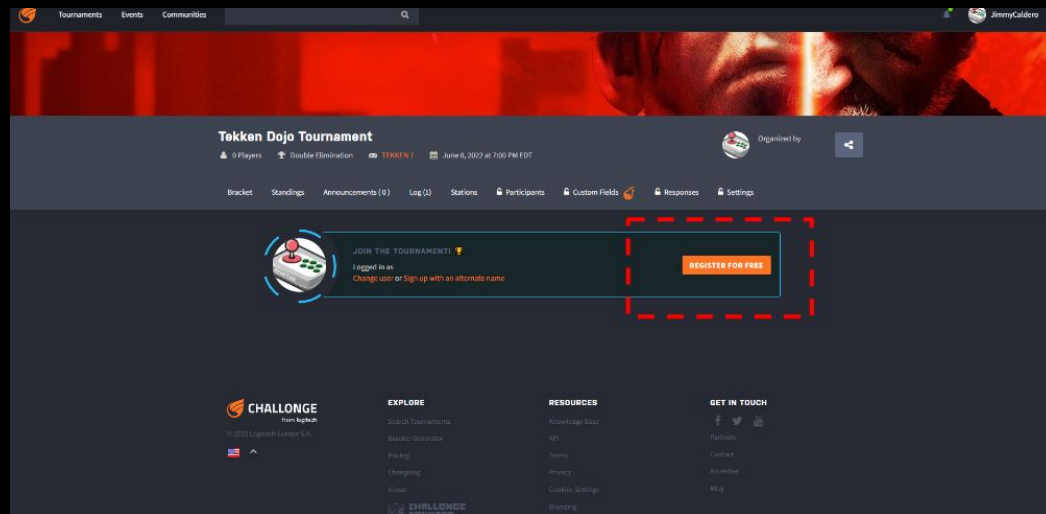 Tournaments Events Communities
JimmyCaldero
Tekken Dojo Tournament
Organized by
0 Players Double Elimination TEKKEN 7 June 8, 2022 at 7:00 PM EDT
Bracket Standings Announcements (0) Log (1) Stations Participants Custom Fields Responses Settings
JOIN THE TOURNAMENT!
Logged in as
Change user or Sign up with an alternate name
REGISTER FOR FREE
CHALLONGE
from logitech
© 2022 Logitech Europe S.A.
EXPLORE
Search Tournaments
Bracket Generator
Pricing
Changelog
About
CHALLONGE
RESOURCES
Knowledge Base
API
Terms
Privacy
Cookies Settings
Branding
GET IN TOUCH
Partners
Contact
Advertise
Blog